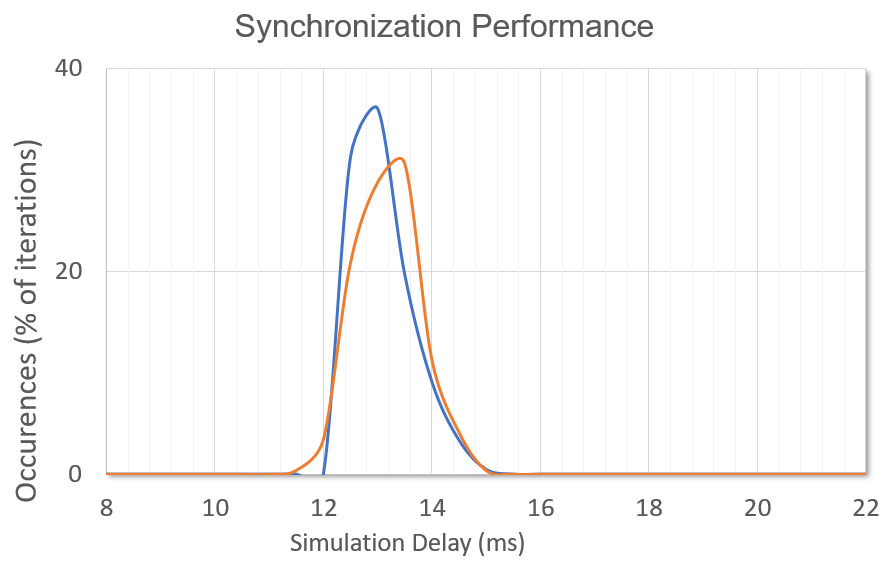 Synchronization Performance
40
20
0
Occurences (% of iterations)
8 10 12 14 16 18 20 22
Simulation Delay (ms)